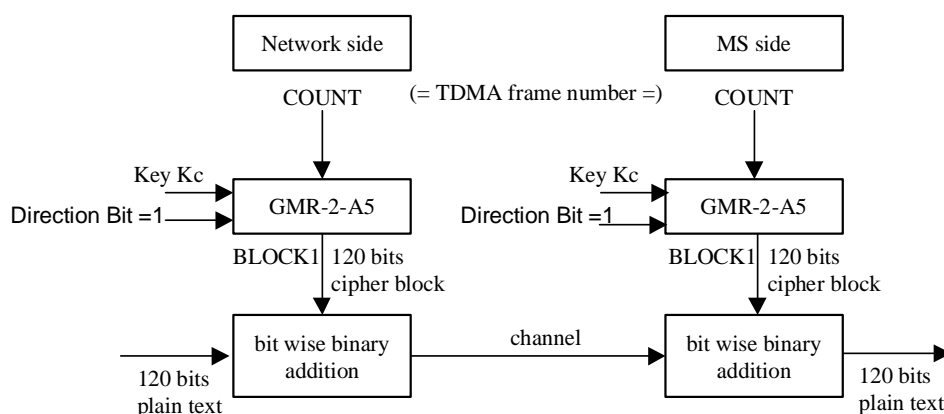 Network side
MS side
COUNT
(= TDMA frame number =)
COUNT
Key Kc
Direction Bit =1
GMR-2-A5
Key Kc
Direction Bit =1
GMR-2-A5
BLOCK1
120 bits
cipher block
BLOCK1
120 bits
cipher block
bit wise binary
addition
channel
bit wise binary
addition
120 bits
plain text
120 bits
plain text